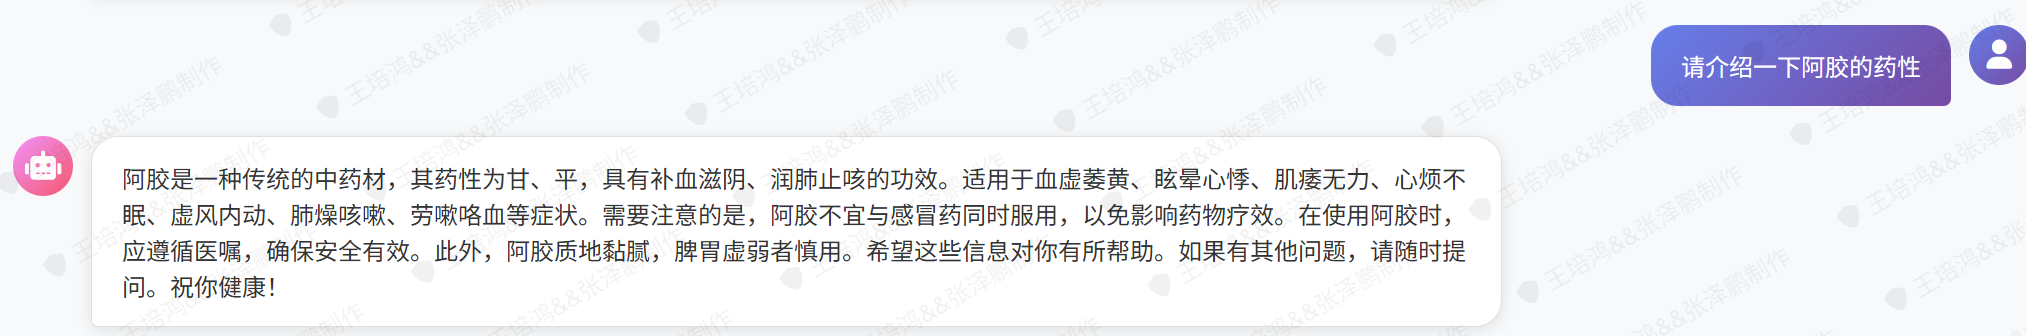 请介绍一下阿胶的药性
阿胶是一种传统的中药材，其药性为甘、平，具有补血滋阴、润肺止咳的功效。适用于血虚萎黄、眩晕心悸、肌痿无力、心烦不
眠、虚风内动、肺燥咳嗽、劳嗽咯血等症状。需要注意的是，阿胶不宜与感冒药同时服用，以免影响药物疗效。在使用阿胶时，
应遵循医嘱，确保安全有效。此外，阿胶质地黏腻，脾胃虚弱者慎用。希望这些信息对你有所帮助。如果有其他问题，请随时提
问。祝你健康！
王培鸿&&张泽鹏制作